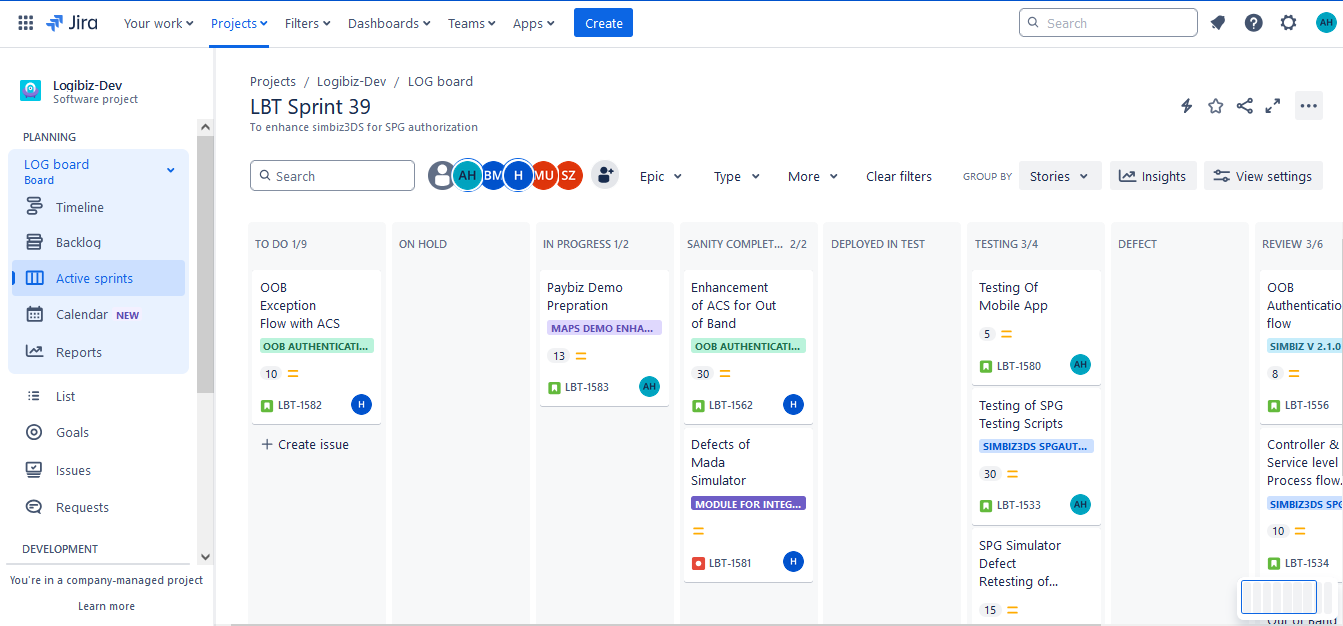 Jira
Your work
Projects
Filters
Dashboards
Teams
Apps
Create
Search
AH
Logibiz-Dev
Software project
PLANNING
LOG board
Board
Timeline
Backlog
Active sprints
Calendar NEW
Reports
List
Goals
Issues
Requests
DEVELOPMENT
You're in a company-managed project
Learn more
Projects / Logibiz-Dev / LOG board
LBT Sprint 39
To enhance simbiz3DS for SPG authorization
Search
AH
BM
H
MU
SZ
Epic
Type
More
Clear filters
GROUP BY
Stories
Insights
View settings
TO DO 1/9
OOB
Exception
Flow with ACS
OOB AUTHENTICATI...
10
LBT-1582
H
+ Create issue
ON HOLD
IN PROGRESS 1/2
Paybiz Demo
Prepration
MAPS DEMO ENHA...
13
LBT-1583
AH
SANITY COMPLET... 2/2
Enhancement
of ACS for Out
of Band
OOB AUTHENTICATI...
30
LBT-1562
H
Defects of
Mada
Simulator
MODULE FOR INTEG...
LBT-1581
H
DEPLOYED IN TEST
TESTING 3/4
Testing Of
Mobile App
5
LBT-1580
AH
Testing of SPG
Testing Scripts
SIMBIZ3DS SPGAUT...
30
LBT-1533
AH
SPG Simulator
Defect
Retesting of...
15
DEFECT
REVIEW 3/6
OOB
Authentication
flow
SIMBIZ V 2.1.0
8
LBT-1556
Controller &
Service level
Process flow.
SIMBIZ3DS SPG
10
LBT-1534
Out of Band